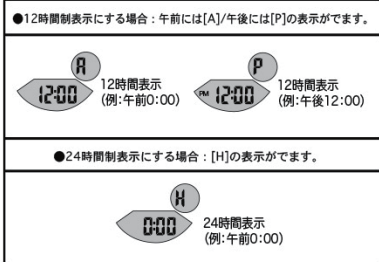 ●12時間制表示にする場合：午前には[A]/午後には[P]の表示がでます。
A
12:00
12時間表示
(例:午前0:00)
P
PM 12:00
12時間表示
(例:午後12:00)
●24時間制表示にする場合：[H]の表示がでます。
H
0:00
24時間表示
(例:午前0:00)